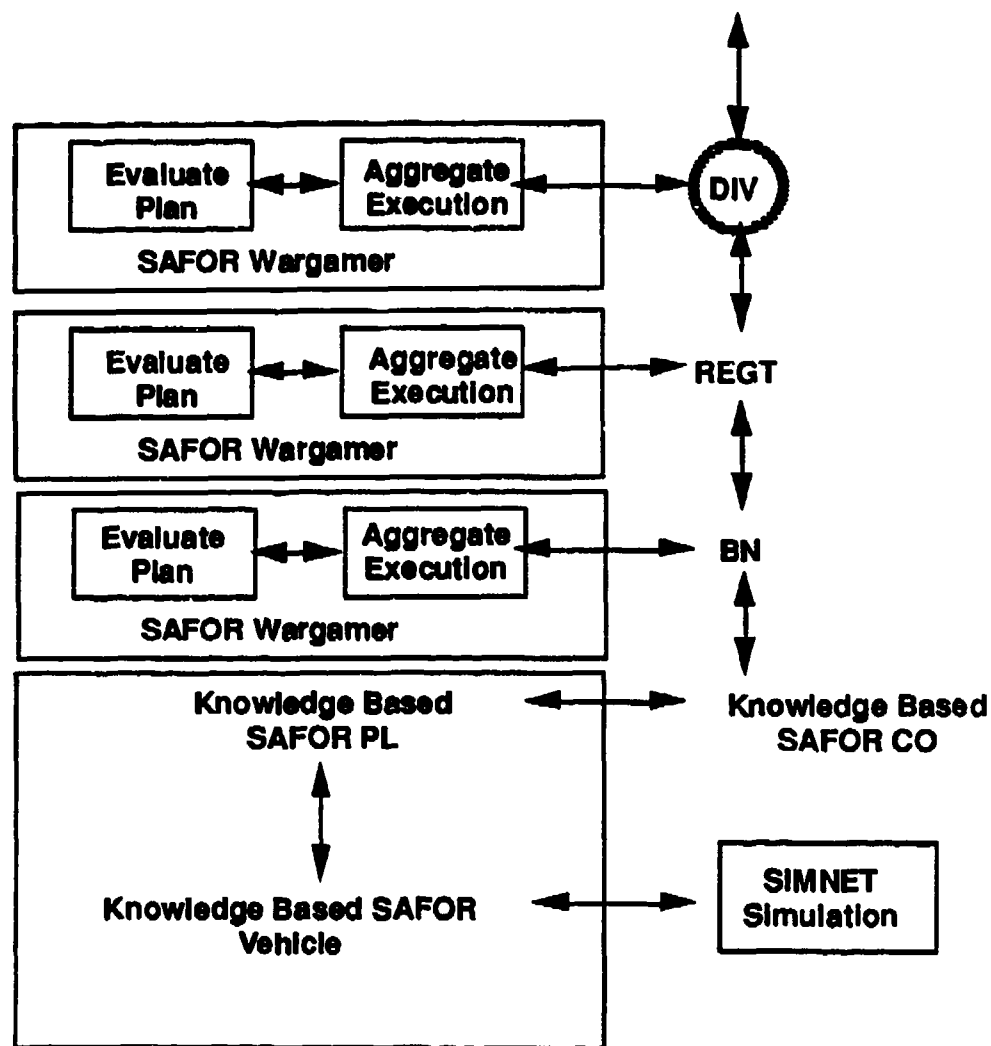 Evaluate
Plan
Aggregate
Execution
DIV
SAFOR Wargamer
Evaluate
Plan
Aggregate
Execution
REGT
SAFOR Wargamer
Evaluate
Plan
Aggregate
Execution
BN
SAFOR Wargamer
Knowledge Based
SAFOR PL
Knowledge Based
SAFOR CO
Knowledge Based SAFOR
Vehicle
SIMNET
Simulation